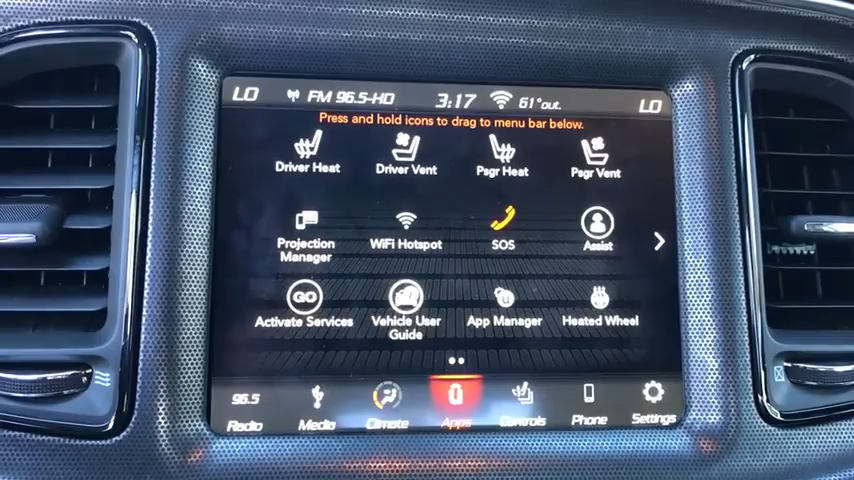 LO FM 96.5-HD 3:17 61°out. LO
Press and hold icons to drag to menu bar below.
Driver Heat Driver Vent Psgr Heat Psgr Vent
Projection Manager WiFi Hotspot SOS Assist
GO
Activate Services Vehicle User Guide App Manager Heated Wheel
96.5
Radio Media Climate Apps Controls Phone Settings